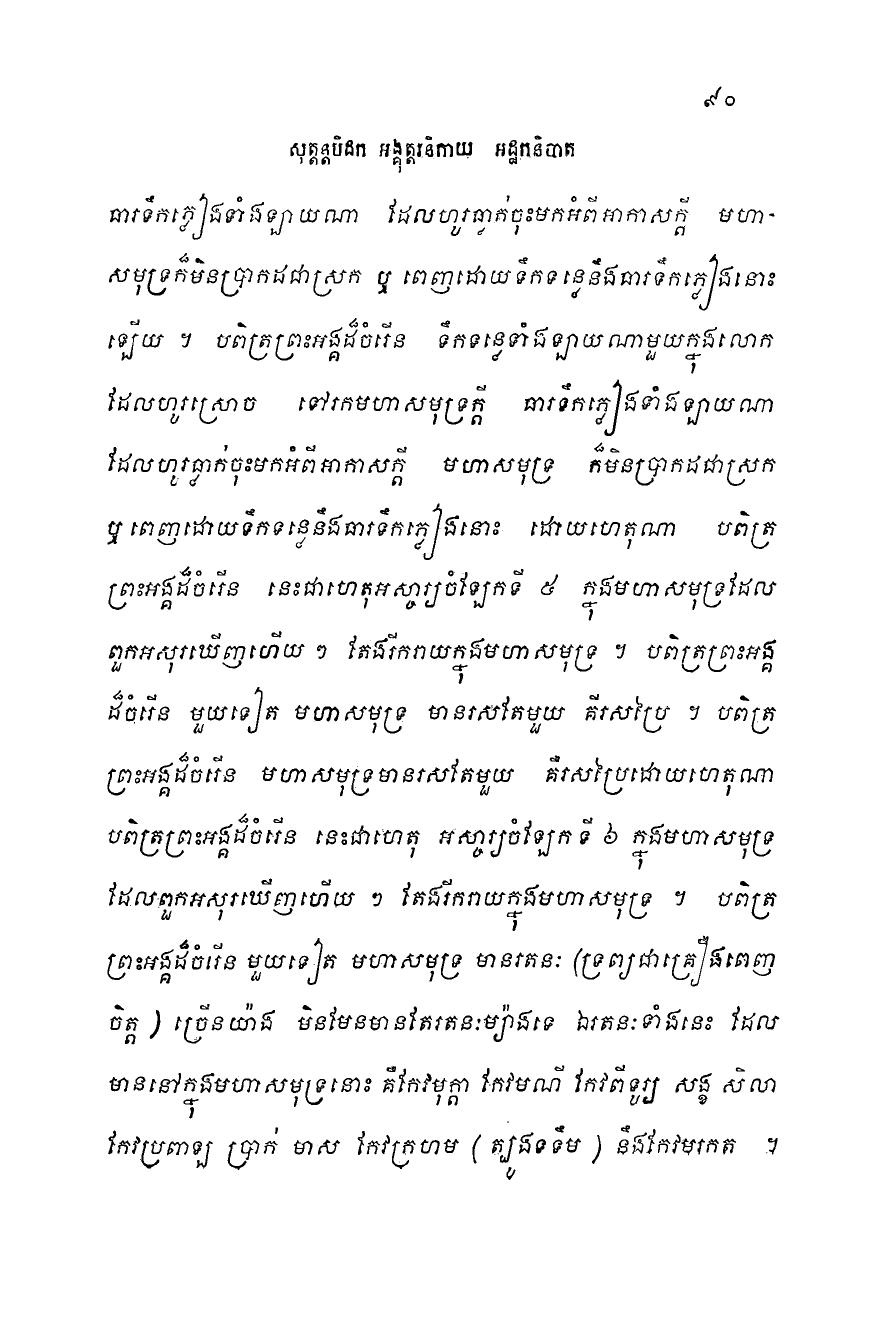 ៩០
សុត្តន្តបិដក អង្គុត្តរនិកាយ អដ្ឋកនិបាត
ធារទឹកភ្លៀងទាំងឡាយណា ដែលហូរធ្លាក់ចុះមកអំពីអាកាសក្តី មហា-
សមុទ្រក៏មិនប្រាកដជាស្រក ឬ ពេញដោយទឹកទន្លេនឹងធារទឹកភ្លៀងនោះ
ឡើយ ។ បពិត្រព្រះអង្គដ៏ចំរើន ទឹកទន្លេទាំងឡាយណាមួយក្នុងលោក
ដែលហូរស្រោច ទៅរកមហាសមុទ្រក្តី ធារទឹកភ្លៀងទាំងឡាយណា
ដែលហូរធ្លាក់ចុះមកអំពីអាកាសក្តី មហាសមុទ្រ ក៏មិនប្រាកដជាស្រក
ឬ ពេញដោយទឹកទន្លេនឹងធារទឹកភ្លៀងនោះ ដោយហេតុណា បពិត្រ
ព្រះអង្គដ៏ចំរើន នេះជាហេតុអស្ចារ្យចំឡែកទី ៥ ក្នុងមហាសមុទ្រដែល
ពួកអសុរឃើញហើយ ៗ តែងរីករាយក្នុងមហាសមុទ្រ ។ បពិត្រព្រះអង្គ
ដ៏ចំរើន មួយទៀត មហាសមុទ្រ មានរសតែមួយ គឺរសប្រៃ ។ បពិត្រ
ព្រះអង្គដ៏ចំរើន មហាសមុទ្រមានរសតែមួយ គឺរសប្រៃដោយហេតុណា
បពិត្រព្រះអង្គដ៏ចំរើន នេះជាហេតុ អស្ចារ្យចំឡែកទី ៦ ក្នុងមហាសមុទ្រ
ដែលពួកអសុរឃើញហើយ ៗ តែងរីករាយក្នុងមហាសមុទ្រ ។ បពិត្រ
ព្រះអង្គដ៏ចំរើន មួយទៀត មហាសមុទ្រ មានរតនៈ (ទ្រព្យជាគ្រឿងពេញ
ចិត្ត ) ច្រើនយ៉ាង មិនមែនមានតែរតនៈម្យ៉ាងទេ ឯរតនៈទាំងនេះ ដែល
មាននៅក្នុងមហាសមុទ្រនោះ គឺកែវមុក្តា កែវមណី កែវពីទូរ្យ សង្ខ សិលា
កែវប្រពាឡ ប្រាក់ មាស កែវក្រហម ( ត្បូងទទឹម ) នឹងកែវមរកត ។